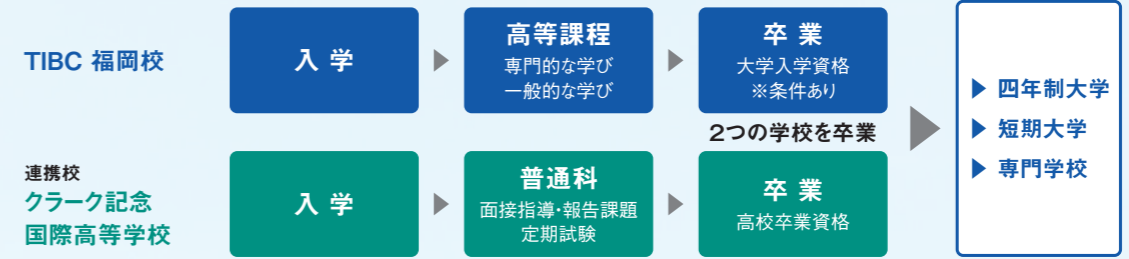 TIBC 福岡校
入 学
高等課程
専門的な学び
一般的な学び
卒 業
大学入学資格
※条件あり
2つの学校を卒業
連携校
クラーク記念
国際高等学校
入 学
普通科
面接指導・報告課題
定期試験
卒 業
高校卒業資格
四年制大学
短期大学
専門学校